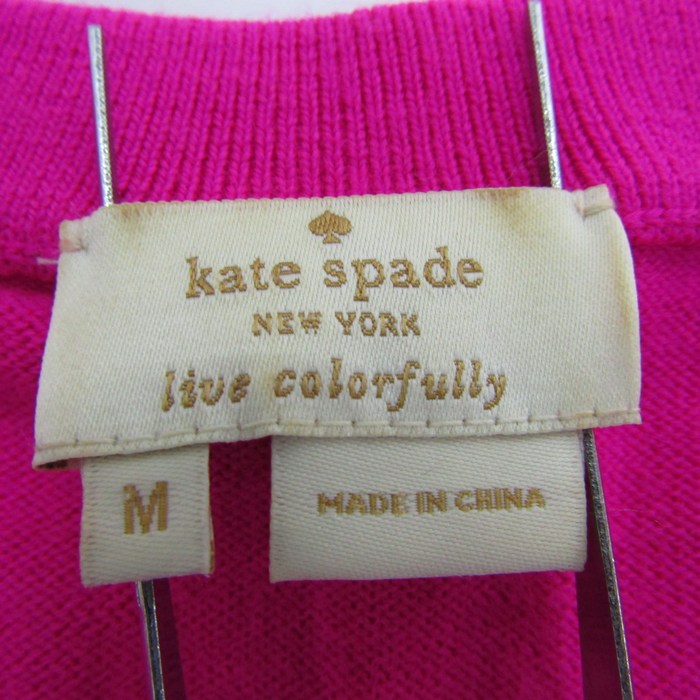 kate spade
NEW YORK
live colorfully
M
MADE IN CHINA